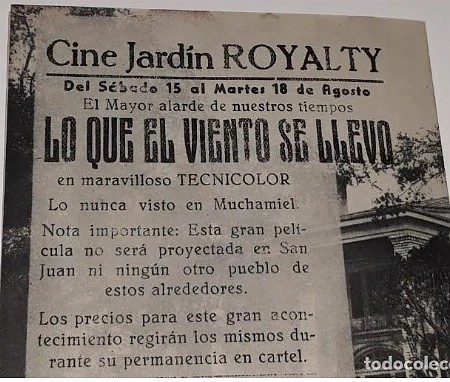 Cine Jardín ROYALTY
Del Sábado 15 al Martes 18 de Agosto
El Mayor alarde de nuestros tiempos
LO QUE EL VIENTO SE LLEVO
en maravilloso TECNICOLOR
Lo nunca visto en Muchamiel.
Nota importante: Esta gran pelí-
cula no será proyectada en San
Juan ni ningún otro pueblo de
estos alrededores.
Los precios para este gran acon-
tecimiento regirán los mismos du-
rante su permanencia en cartel.
todocolec